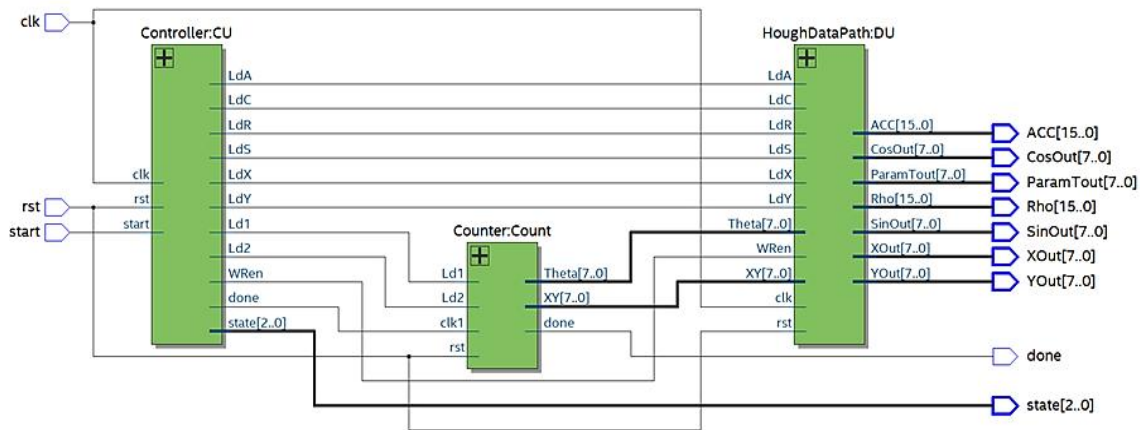 clk
Controller:CU
HoughDataPath:DU
LdA
LdA
LdC
LdC
LdR
LdR
ACC[15..0]
ACC[15..0]
LdS
LdS
CosOut[7..0]
CosOut[7..0]
clk
LdX
LdX
ParamTout[7..0]
ParamTout[7..0]
rst
rst
LdY
LdY
Rho[15..0]
Rho[15..0]
start
start
Ld1
Counter:Count
Theta[7..0]
SinOut[7..0]
SinOut[7..0]
Ld2
WRen
XOut[7..0]
XOut[7..0]
WRen
Ld1
Theta[7..0]
XY[7..0]
YOut[7..0]
YOut[7..0]
done
Ld2
XY[7..0]
clk
state[2..0]
clk1
done
rst
rst
done
state[2..0]